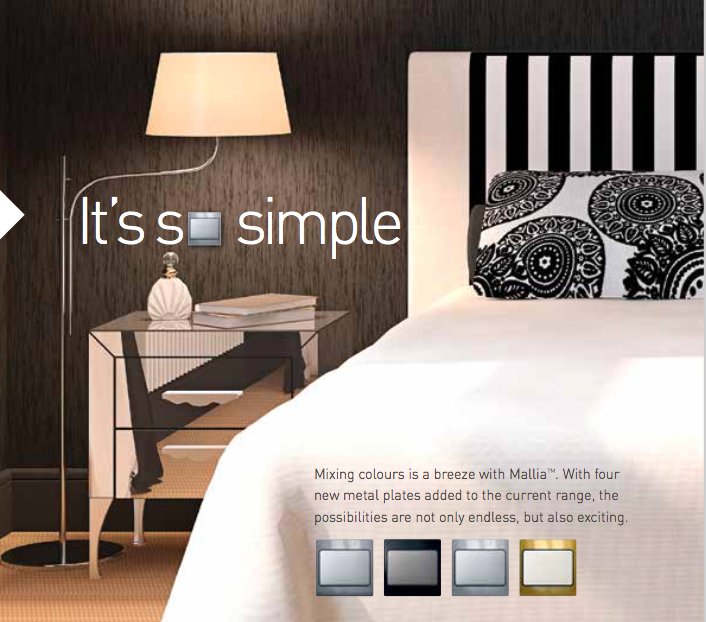 It's s simple
Mixing colours is a breeze with Mallia™. With four
new metal plates added to the current range, the
possibilities are not only endless, but also exciting.